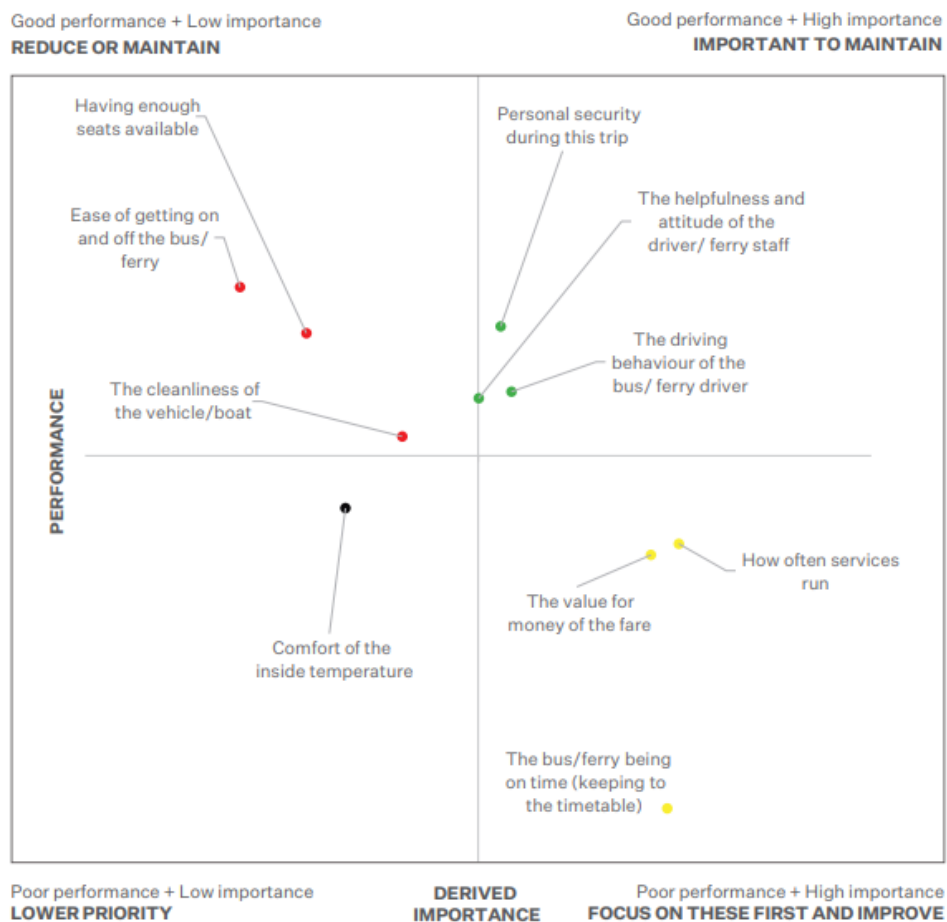 Good performance + Low importance
REDUCE OR MAINTAIN
Good performance + High importance
IMPORTANT TO MAINTAIN
Having enough
seats available
Personal security
during this trip
Ease of getting on
and off the bus/
ferry
The helpfulness and
attitude of the
driver/ ferry staff
The driving
behaviour of the
bus/ ferry driver
The cleanliness of
the vehicle/boat
PERFORMANCE
How often services
run
The value for
money of the fare
Comfort of the
inside temperature
The bus/ferry being
on time (keeping to
the timetable)
Poor performance + Low importance
LOWER PRIORITY
DERIVED
IMPORTANCE
Poor performance + High importance
FOCUS ON THESE FIRST AND IMPROVE